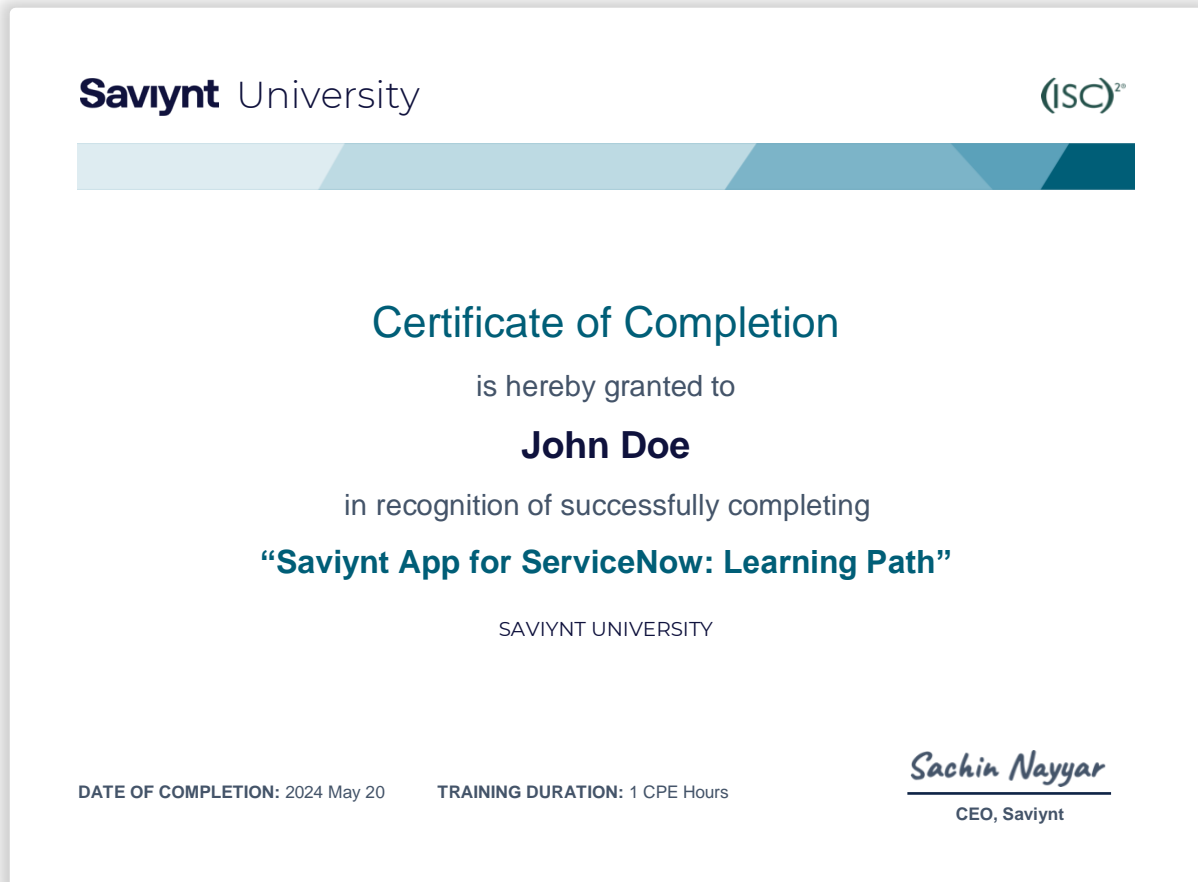 Saviynt University
(ISC)²®
Certificate of Completion
is hereby granted to
John Doe
in recognition of successfully completing
“Saviynt App for ServiceNow: Learning Path”
SAVIYNT UNIVERSITY
Sachin Nayyar
DATE OF COMPLETION: 2024 May 20 TRAINING DURATION: 1 CPE Hours
CEO, Saviynt